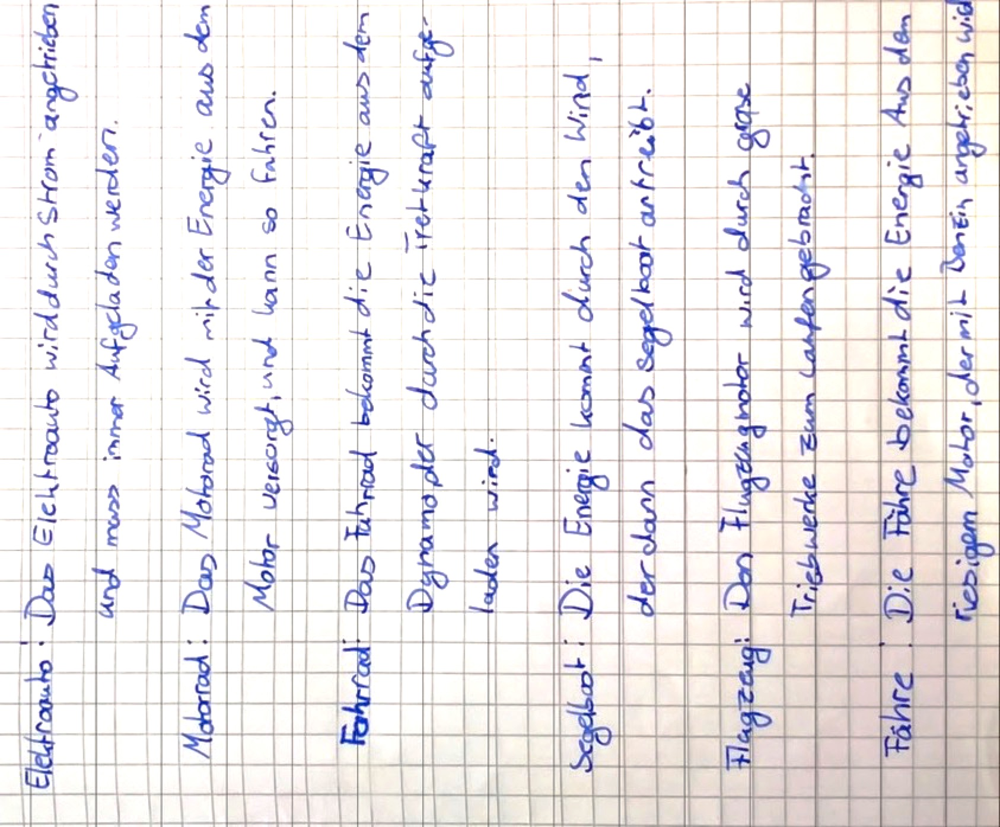 Elektroauto: Das Elektroauto wird durch Strom angetrieben
und muss immer Aufgeladen werden.
Motorrad: Das Motorrad wird mit der Energie aus dem
Motor versorgt, und kann so fahren.
Fahrrad: Das Fahrrad bekommt die Energie aus dem
Dynamo, der durch die Tretkraft aufge-
laden wird.
Segelboot: Die Energie kommt durch den Wind,
der dann das Segelboot antreibt.
Flugzeug: Den Flugzeugmotor wird durch grosse
Triebwerke zum Laufen gebracht.
Fähre: Die Fähre bekommt die Energie Aus dem
riesigem Motor, der mit Benzin angetrieben wird